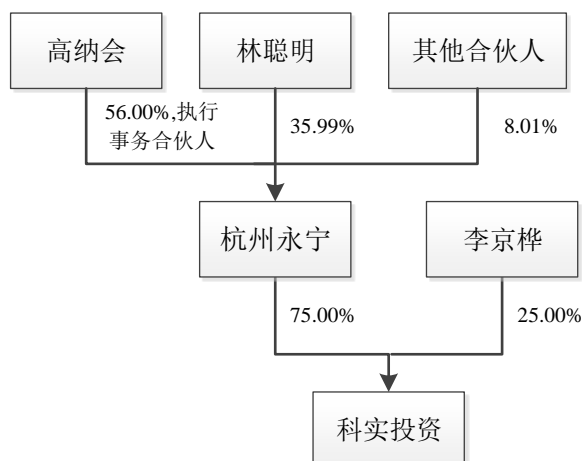 高纳会
林聪明
其他合伙人
56.00%,执行
事务合伙人
35.99%
8.01%
杭州永宁
李京桦
75.00%
25.00%
科实投资